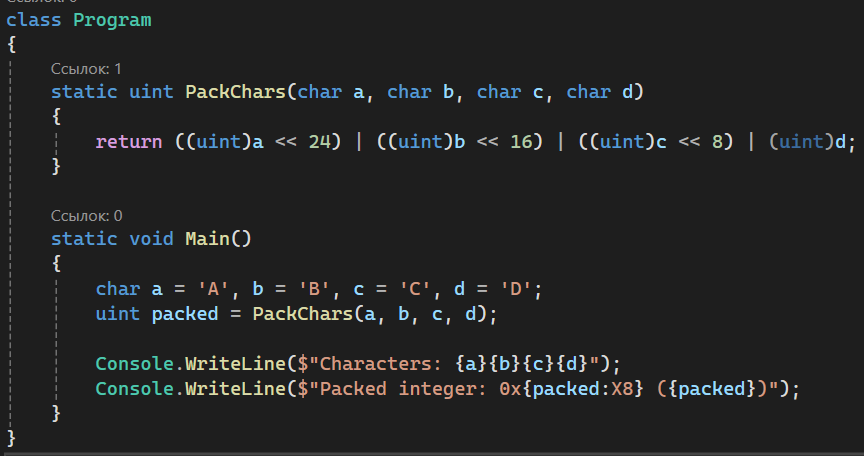 Ссылок: 0
class Program
{
Ссылок: 1
static uint PackChars(char a, char b, char c, char d)
{
return ((uint)a << 24) | ((uint)b << 16) | ((uint)c << 8) | (uint)d;
}
Ссылок: 0
static void Main()
{
char a = 'A', b = 'B', c = 'C', d = 'D';
uint packed = PackChars(a, b, c, d);
Console.WriteLine($"Characters: {a}{b}{c}{d}");
Console.WriteLine($"Packed integer: 0x{packed:X8} ({packed})");
}
}